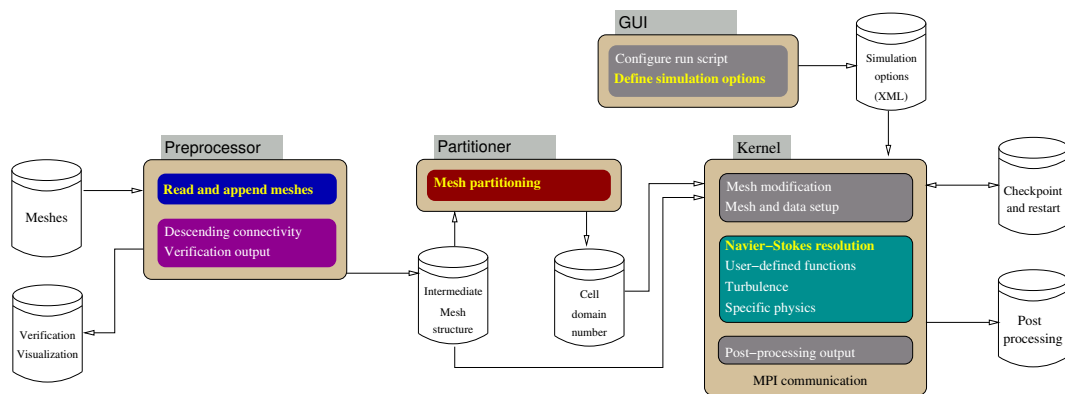 GUI
Configure run script
Define simulation options
Simulation
options
(XML)
Preprocessor
Read and append meshes
Descending connectivity
Verification output
Meshes
Verification
Visualization
Partitioner
Mesh partitioning
Intermediate
Mesh
structure
Cell
domain
number
Kernel
Mesh modification
Mesh and data setup
Navier−Stokes resolution
User−defined functions
Turbulence
Specific physics
Post−processing output
MPI communication
Checkpoint
and restart
Post
processing